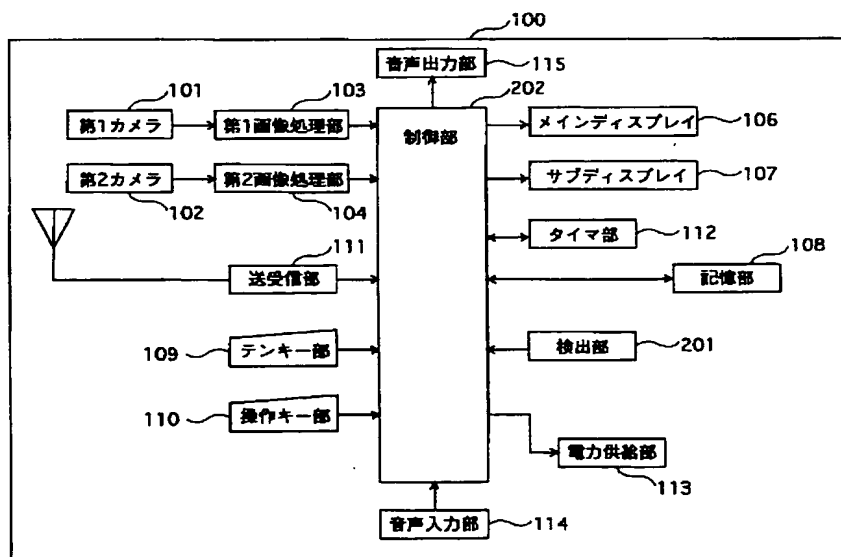 100
音声出力部
115
101
103
202
第1カメラ
第1画像処理部
制御部
メインディスプレイ
106
第2カメラ
第2画像処理部
サブディスプレイ
107
102
104
タイマ部
112
108
111
送受信部
記憶部
109
テンキー部
検出部
201
110
操作キー部
電力供給部
113
音声入力部
114